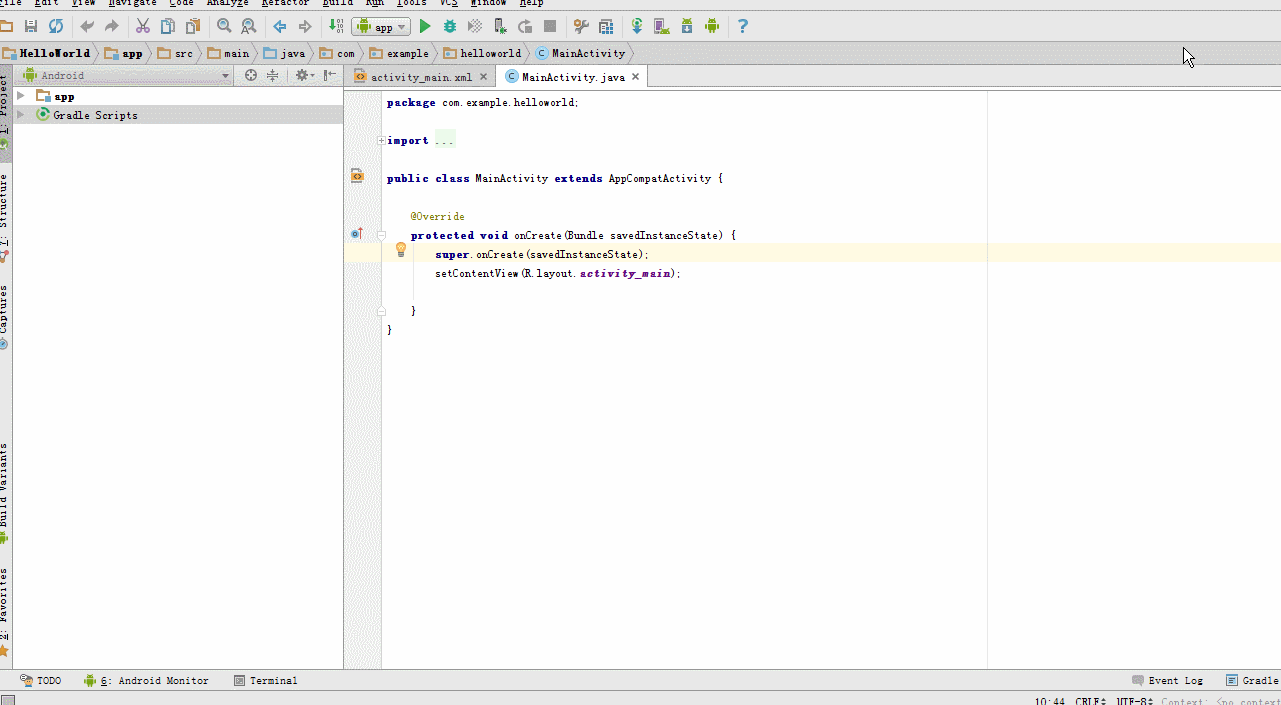 File Edit View Navigate Code Analyze Refactor Build Run Tools VCS Window Help
app
HelloWorld app src main java com example helloworld MainActivity
Android
activity_main.xml
MainActivity.java
app
Gradle Scripts
1: Project
7: Structure
Captures
Build Variants
2: Favorites
package com.example.helloworld;
import ...
public class MainActivity extends AppCompatActivity {
@Override
protected void onCreate(Bundle savedInstanceState) {
super.onCreate(savedInstanceState);
setContentView(R.layout.activity_main);
}
}
TODO 6: Android Monitor Terminal Event Log Gradle
10:44 CRLF UTF-8 Context: <no context